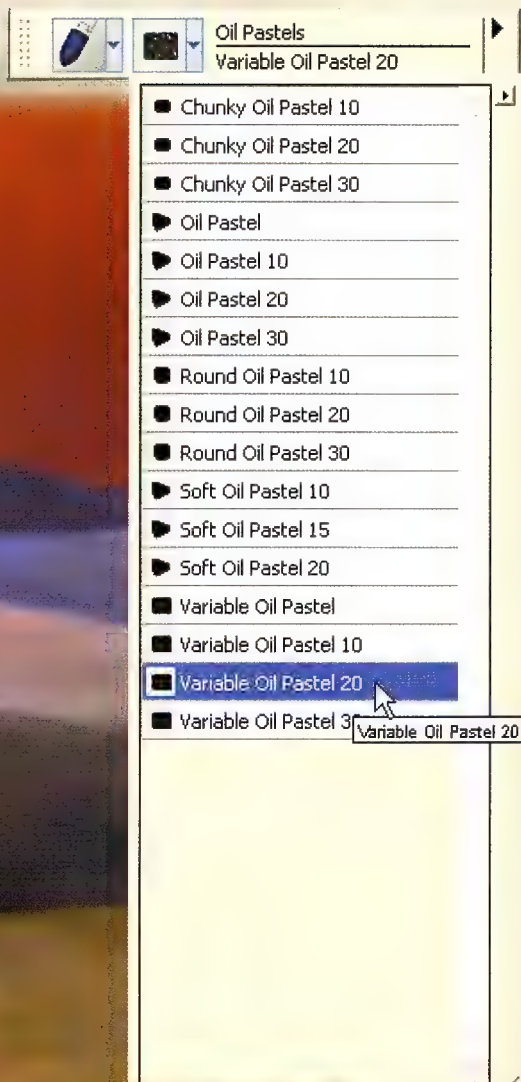 Oil Pastels
Variable Oil Pastel 20
Chunky Oil Pastel 10
Chunky Oil Pastel 20
Chunky Oil Pastel 30
Oil Pastel
Oil Pastel 10
Oil Pastel 20
Oil Pastel 30
Round Oil Pastel 10
Round Oil Pastel 20
Round Oil Pastel 30
Soft Oil Pastel 10
Soft Oil Pastel 15
Soft Oil Pastel 20
Variable Oil Pastel
Variable Oil Pastel 10
Variable Oil Pastel 20
Variable Oil Pastel 3
Variable Oil Pastel 20